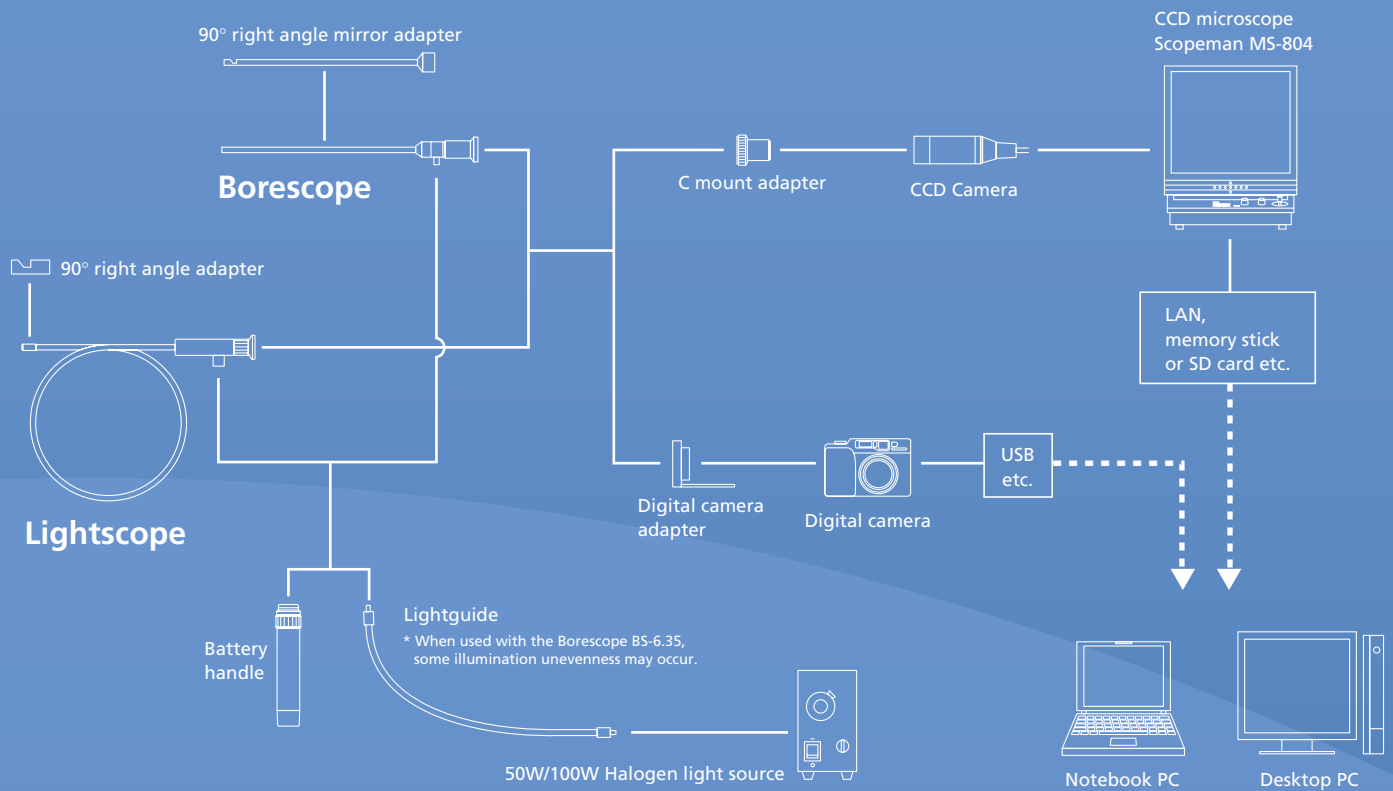 CCD microscope
Scopeman MS-804
90° right angle mirror adapter
Borescope
C mount adapter
CCD Camera
90° right angle adapter
LAN,
memory stick
or SD card etc.
USB
etc.
Digital camera
adapter
Digital camera
Lightscope
Lightguide
* When used with the Borescope BS-6.35,
some illumination unevenness may occur.
Battery
handle
50W/100W Halogen light source
Notebook PC
Desktop PC